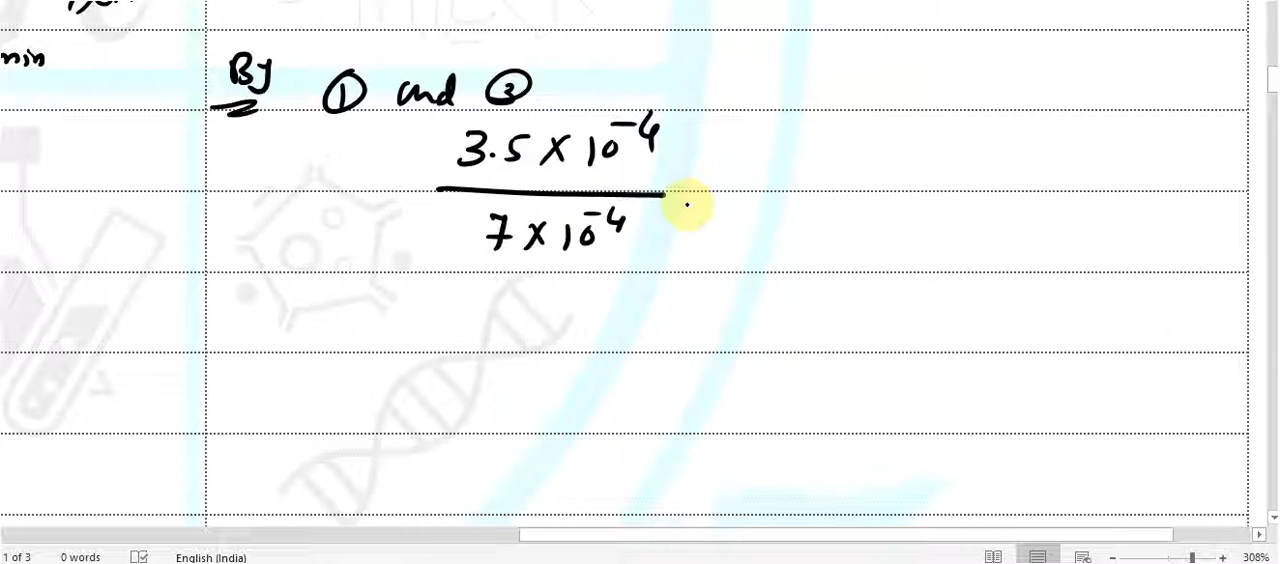 min
By ① and ③
3.5 × 10⁻⁴
7 × 10⁻⁴
1 of 3 0 words English (India) 308%